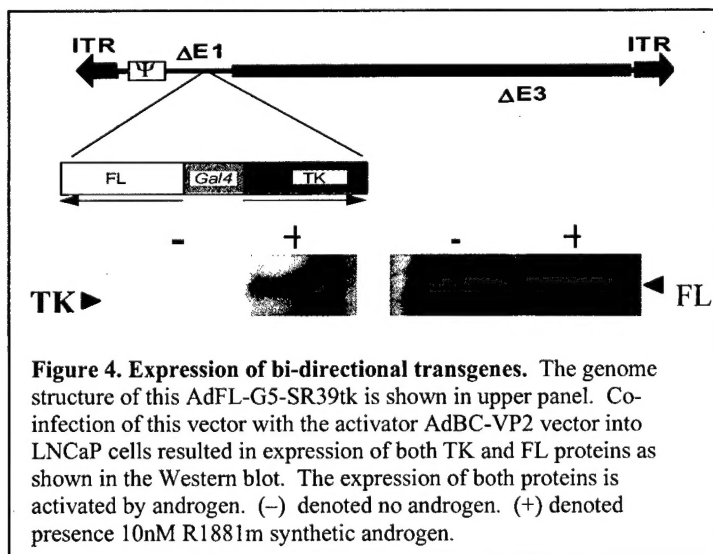 ITR Ψ ΔE1 ITR
ΔE3
FL Gal4 TK
- + - +
TK FL
Figure 4. Expression of bi-directional transgenes. The genome
structure of this AdFL-G5-SR39tk is shown in upper panel. Co-
infection of this vector with the activator AdBC-VP2 vector into
LNCaP cells resulted in expression of both TK and FL proteins as
shown in the Western blot. The expression of both proteins is
activated by androgen. (–) denoted no androgen. (+) denoted
presence 10nM R1881m synthetic androgen.